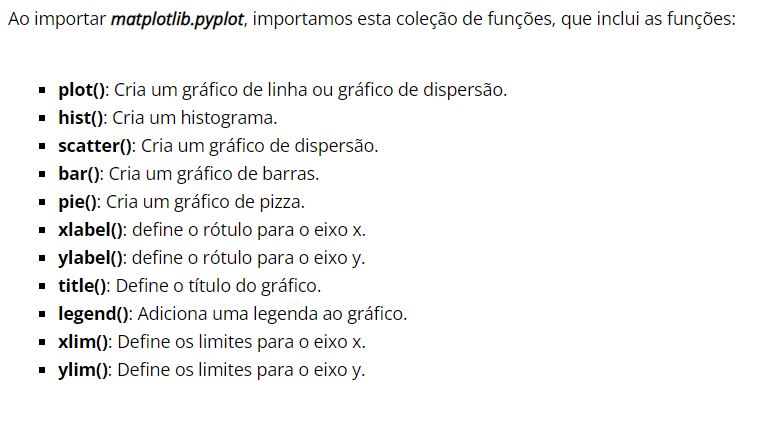 Ao importar matplotlib.pyplot, importamos esta coleção de funções, que inclui as funções:
▪ plot(): Cria um gráfico de linha ou gráfico de dispersão.
▪ hist(): Cria um histograma.
▪ scatter(): Cria um gráfico de dispersão.
▪ bar(): Cria um gráfico de barras.
▪ pie(): Cria um gráfico de pizza.
▪ xlabel(): define o rótulo para o eixo x.
▪ ylabel(): define o rótulo para o eixo y.
▪ title(): Define o título do gráfico.
▪ legend(): Adiciona uma legenda ao gráfico.
▪ xlim(): Define os limites para o eixo x.
▪ ylim(): Define os limites para o eixo y.